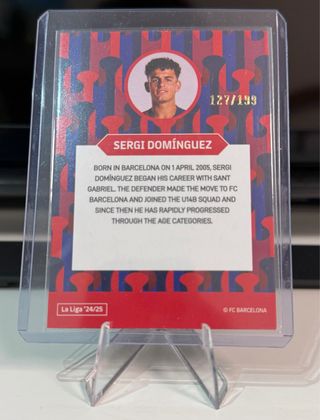 127/199
SERGI DOMÍNGUEZ
BORN IN BARCELONA ON 1 APRIL 2005, SERGI
DOMÍNGUEZ BEGAN HIS CAREER WITH SANT
GABRIEL. THE DEFENDER MADE THE MOVE TO FC
BARCELONA AND JOINED THE U14B SQUAD AND
SINCE THEN HE HAS RAPIDLY PROGRESSED
THROUGH THE AGE CATEGORIES.
La Liga '24/25
© FC BARCELONA